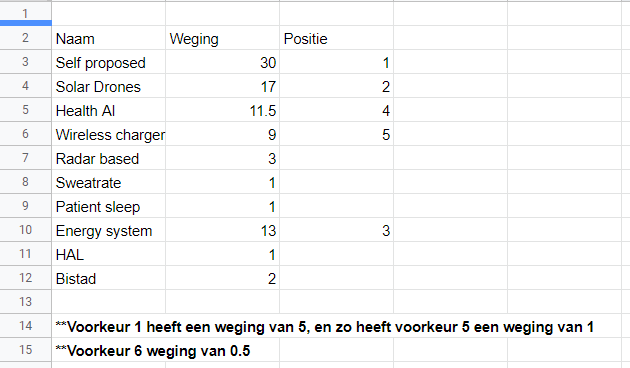 1
2 Naam Weging Positie
3 Self proposed 30 1
4 Solar Drones 17 2
5 Health AI 11.5 4
6 Wireless charger 9 5
7 Radar based 3
8 Sweatrate 1
9 Patient sleep 1
10 Energy system 13 3
11 HAL 1
12 Bistad 2
13
14 **Voorkeur 1 heeft een weging van 5, en zo heeft voorkeur 5 een weging van 1
15 **Voorkeur 6 weging van 0.5